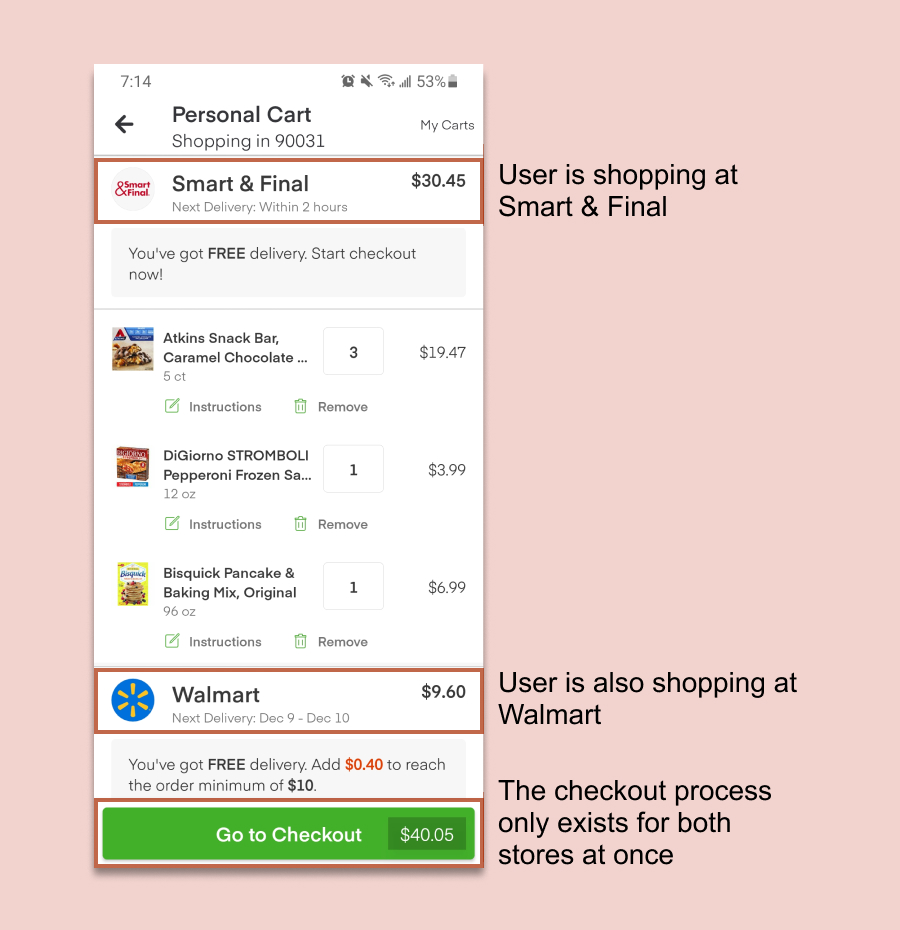 7:14
53%
Personal Cart
Shopping in 90031
My Carts
&Smart
Final.
Smart & Final
$30.45
Next Delivery: Within 2 hours
User is shopping at
Smart & Final
You've got FREE delivery. Start checkout
now!
Atkins Snack Bar,
Caramel Chocolate ...
5 ct
3
$19.47
Instructions
Remove
DIGIORNO
DiGiorno STROMBOLI
Pepperoni Frozen Sa...
12 oz
1
$3.99
Instructions
Remove
Bisquick
Bisquick Pancake &
Baking Mix, Original
96 oz
1
$6.99
Instructions
Remove
Walmart
$9.60
Next Delivery: Dec 9 - Dec 10
User is also shopping at
Walmart
You've got FREE delivery. Add $0.40 to reach
the order minimum of $10.
Go to Checkout
$40.05
The checkout process
only exists for both
stores at once